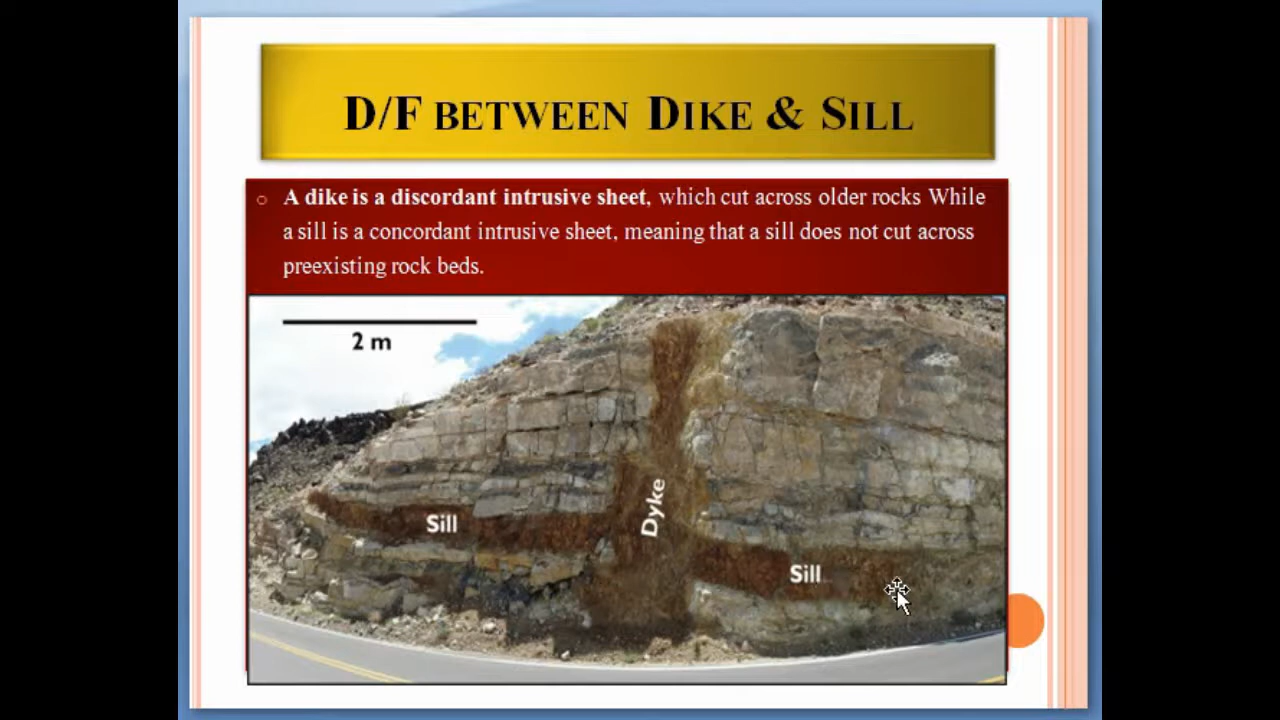 D/F BETWEEN DIKE & SILL
A dike is a discordant intrusive sheet, which cut across older rocks While
a sill is a concordant intrusive sheet, meaning that a sill does not cut across
preexisting rock beds.
2 m
Dyke
Sill
Sill